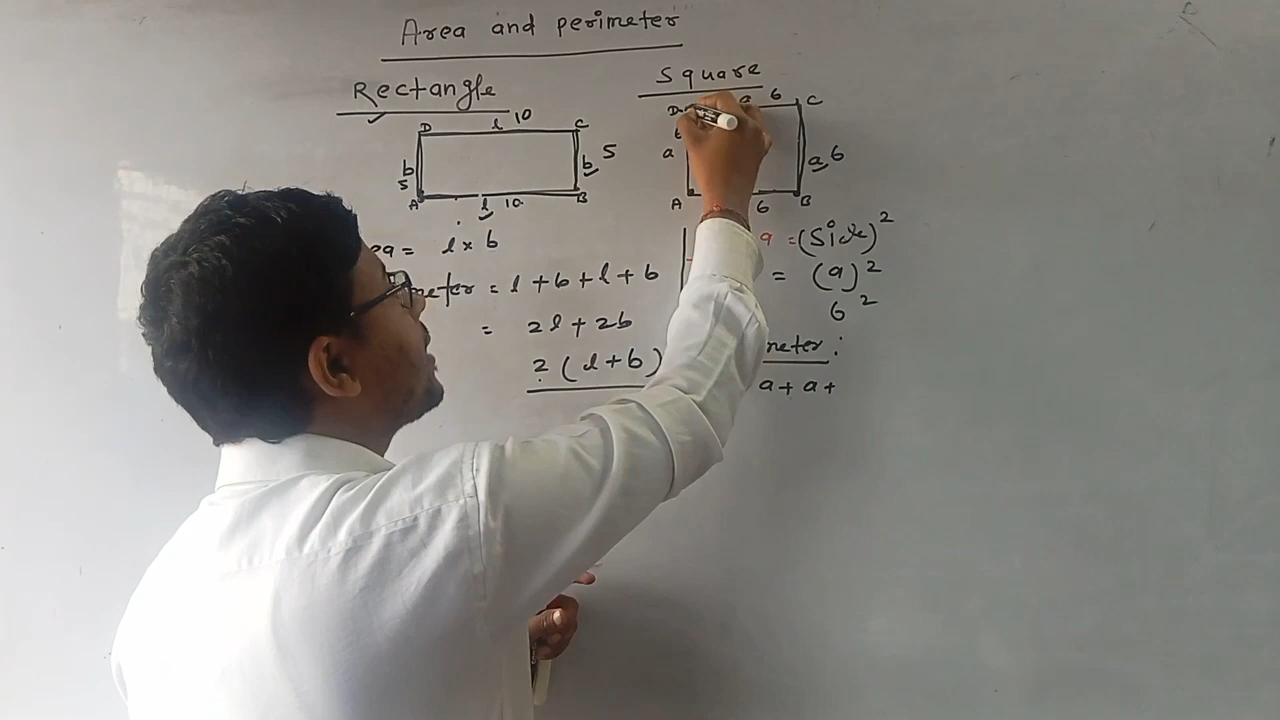 Area and perimeter
Rectangle
D l 10 C
b 5
b 5
A l 10 B
l × b
= l + b + l + b
= 2l + 2b
2 (l + b)
Square
D a 6 C
a
a 6
A 6 B
= (Side)²
= (a)²
6²
:
a + a +